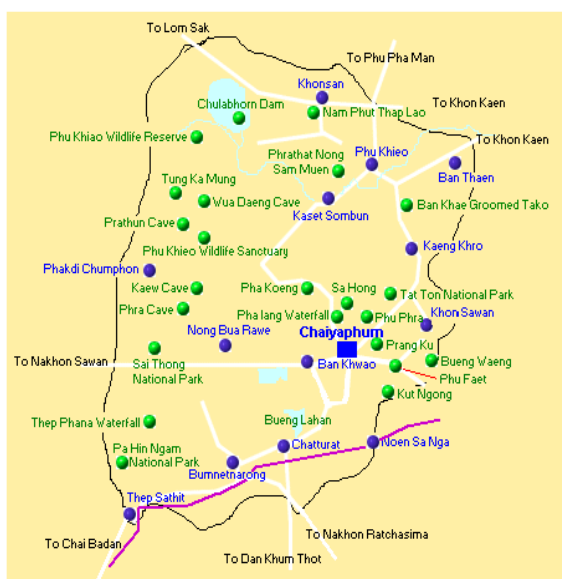 To Lom Sak
To Phu Pha Man
Khonsan
To Khon Kaen
Chulabhorn Dam
Nam Phut Thap Lao
Phu Khiao Wildlife Reserve
To Khon Kaen
Phrathat Nong
Sam Muen
Phu Khieo
Ban Thaen
Tung Ka Mung
Wua Daeng Cave
Kaset Sombun
Ban Khae Groomed Tako
Prathun Cave
Phu Khieo Wildlife Sanctuary
Kaeng Khro
Phakdi Chumphon
Kaew Cave
Pha Koeng
Sa Hong
Tat Ton National Park
Phra Cave
Pha Iang Waterfall
Phu Phra
Khon Sawan
Nong Bua Rawe
Chaiyaphum
Prang Ku
To Nakhon Sawan
Sai Thong
National Park
Ban Khwao
Bueng Waeng
Phu Faet
Kut Ngong
Thep Phana Waterfall
Bueng Lahan
Pa Hin Ngam
National Park
Chatturat
Noen Sa Nga
Bumnetnarong
Thep Sathit
To Nakhon Ratchasima
To Chai Badan
To Dan Khum Thot